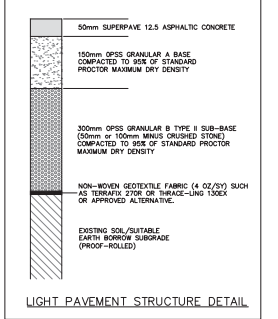 50mm SUPERPAVE 12.5 ASPHALTIC CONCRETE
150mm OPSS GRANULAR A BASE
COMPACTED TO 95% OF STANDARD
PROCTOR MAXIMUM DRY DENSITY
300mm OPSS GRANULAR B TYPE II SUB-BASE
(50mm or 100mm MINUS CRUSHED STONE)
COMPACTED TO 95% OF STANDARD PROCTOR
MAXIMUM DRY DENSITY
NON-WOVEN GEOTEXTILE FABRIC (4 OZ/SY) SUCH
AS TERRAFIX 270R OR THRACE-LING 130EX
OR APPROVED ALTERNATIVE.
EXISTING SOIL/SUITABLE
EARTH BORROW SUBGRADE
(PROOF-ROLLED)
LIGHT PAVEMENT STRUCTURE DETAIL